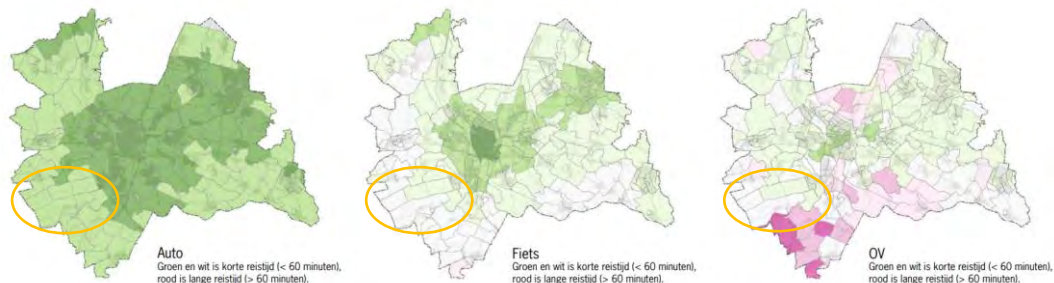 Auto
Groen en wit is korte reistijd (< 60 minuten),
rood is lange reistijd (> 60 minuten).
Fiets
Groen en wit is korte reistijd (< 60 minuten),
rood is lange reistijd (> 60 minuten).
OV
Groen en wit is korte reistijd (< 60 minuten),
rood is lange reistijd (> 60 minuten).